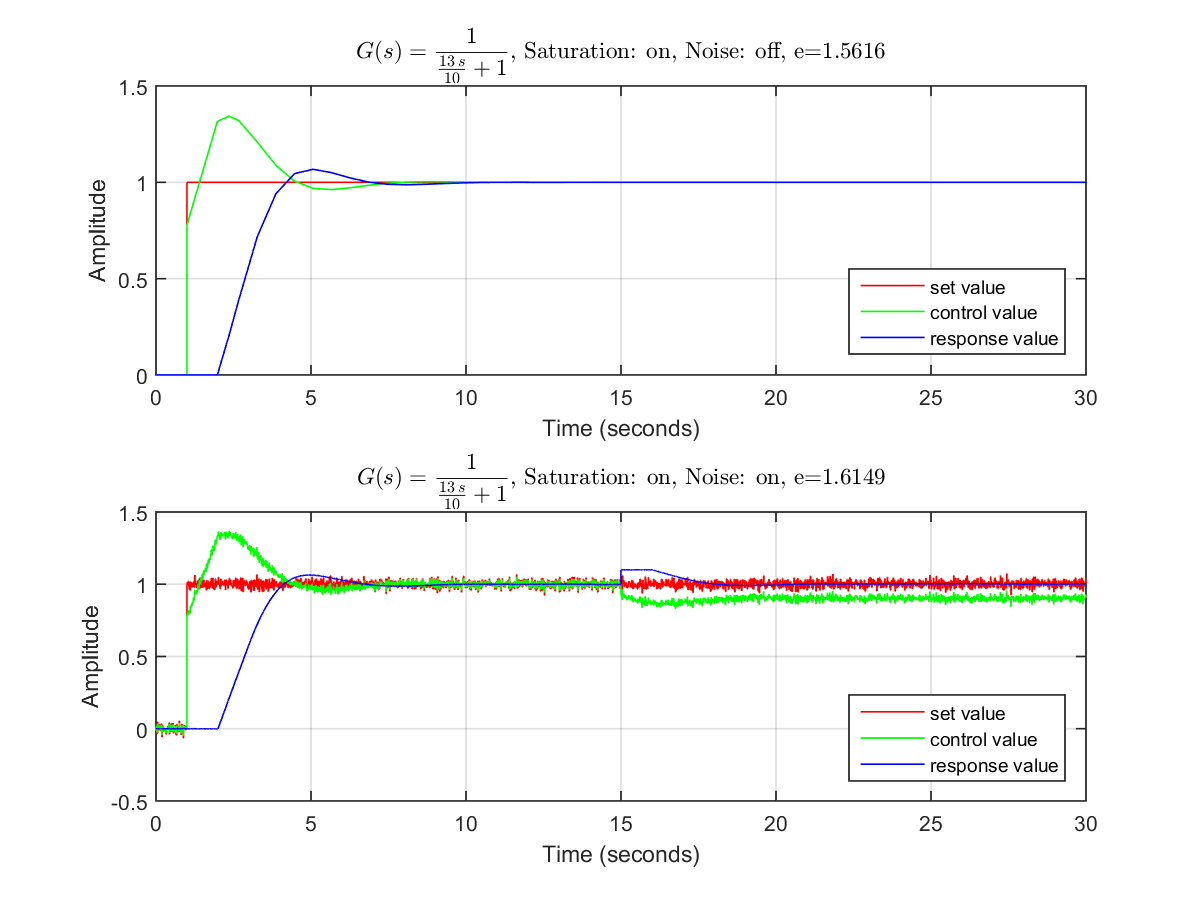 G(s) = 1/(13 s/10 + 1), Saturation: on, Noise: off, e=1.5616
1.5
1
0.5
0
Amplitude
set value
control value
response value
0 5 10 15 20 25 30
Time (seconds)
G(s) = 1/(13 s/10 + 1), Saturation: on, Noise: on, e=1.6149
1.5
1
0.5
0
-0.5
Amplitude
set value
control value
response value
0 5 10 15 20 25 30
Time (seconds)